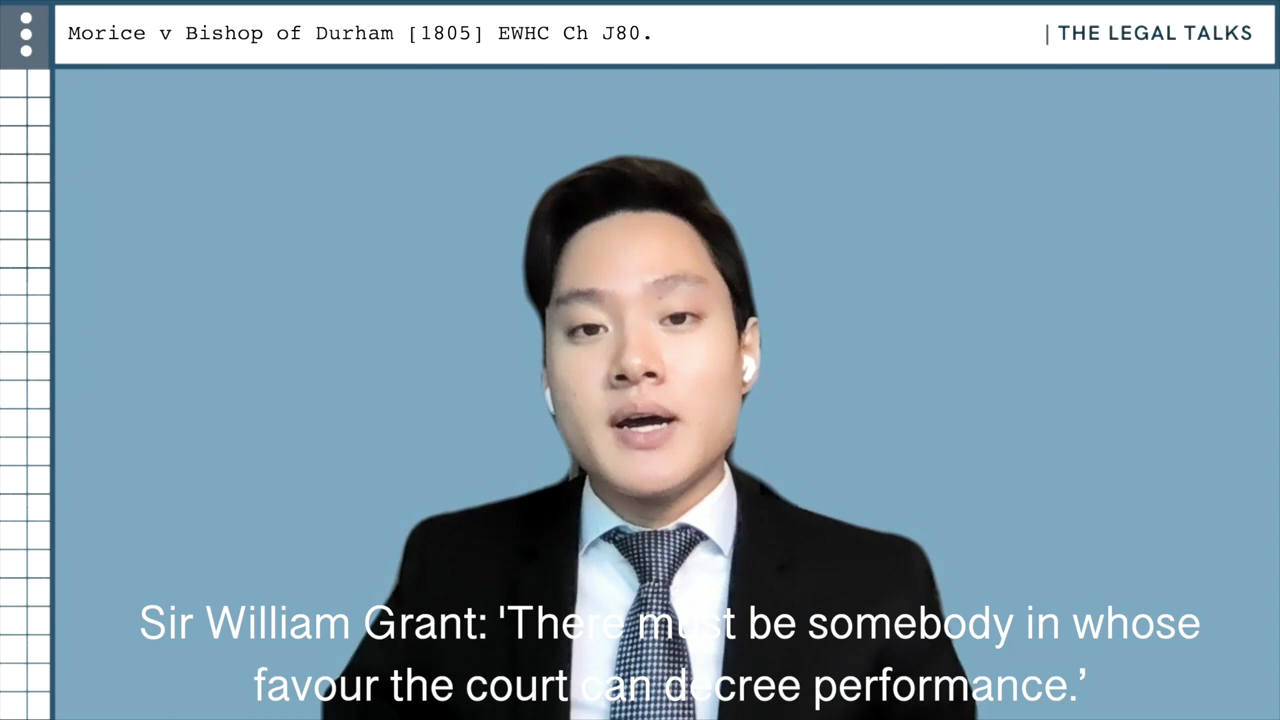 Morice v Bishop of Durham [1805] EWHC Ch J80.
| THE LEGAL TALKS
Sir William Grant: 'There must be somebody in whose
favour the court can decree performance.’